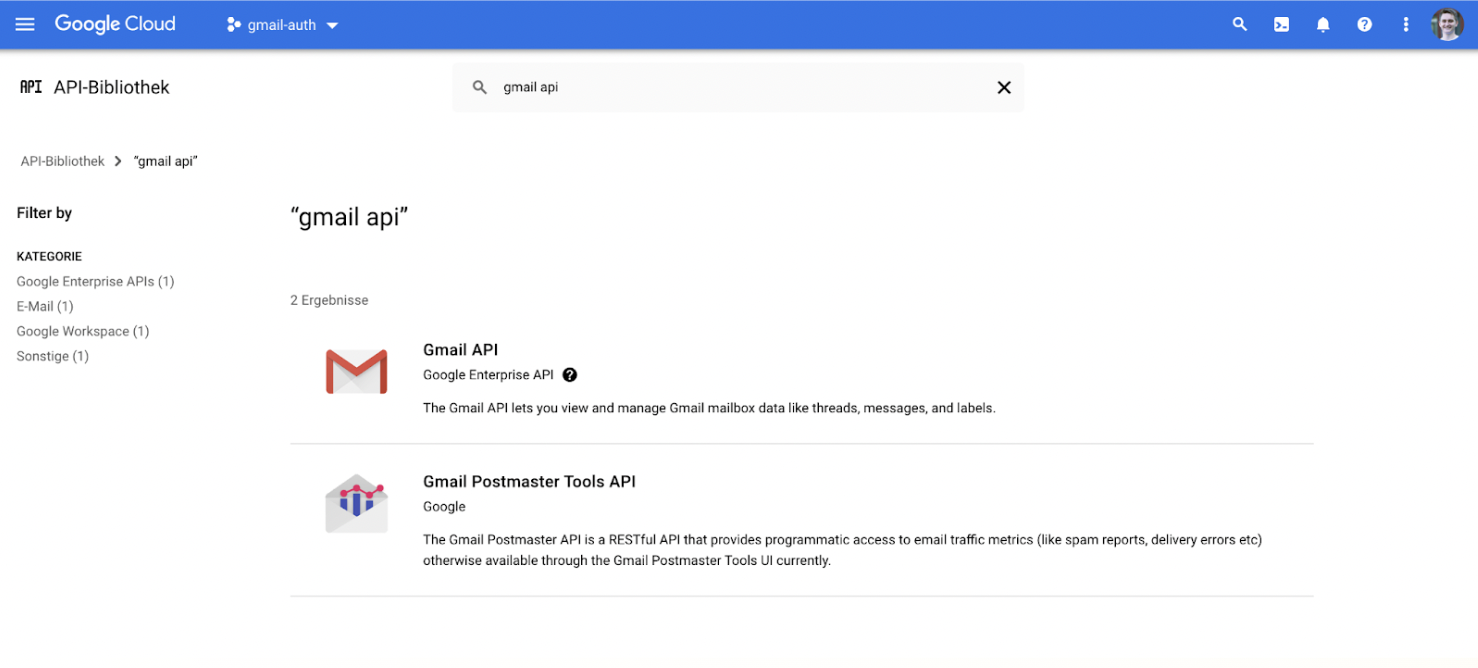 Google Cloud
gmail-auth
API API-Bibliothek
gmail api
API-Bibliothek
“gmail api”
Filter by
KATEGORIE
Google Enterprise APIs (1)
E-Mail (1)
Google Workspace (1)
Sonstige (1)
“gmail api”
2 Ergebnisse
Gmail API
Google Enterprise API
The Gmail API lets you view and manage Gmail mailbox data like threads, messages, and labels.
Gmail Postmaster Tools API
Google
The Gmail Postmaster API is a RESTful API that provides programmatic access to email traffic metrics (like spam reports, delivery errors etc)
otherwise available through the Gmail Postmaster Tools UI currently.